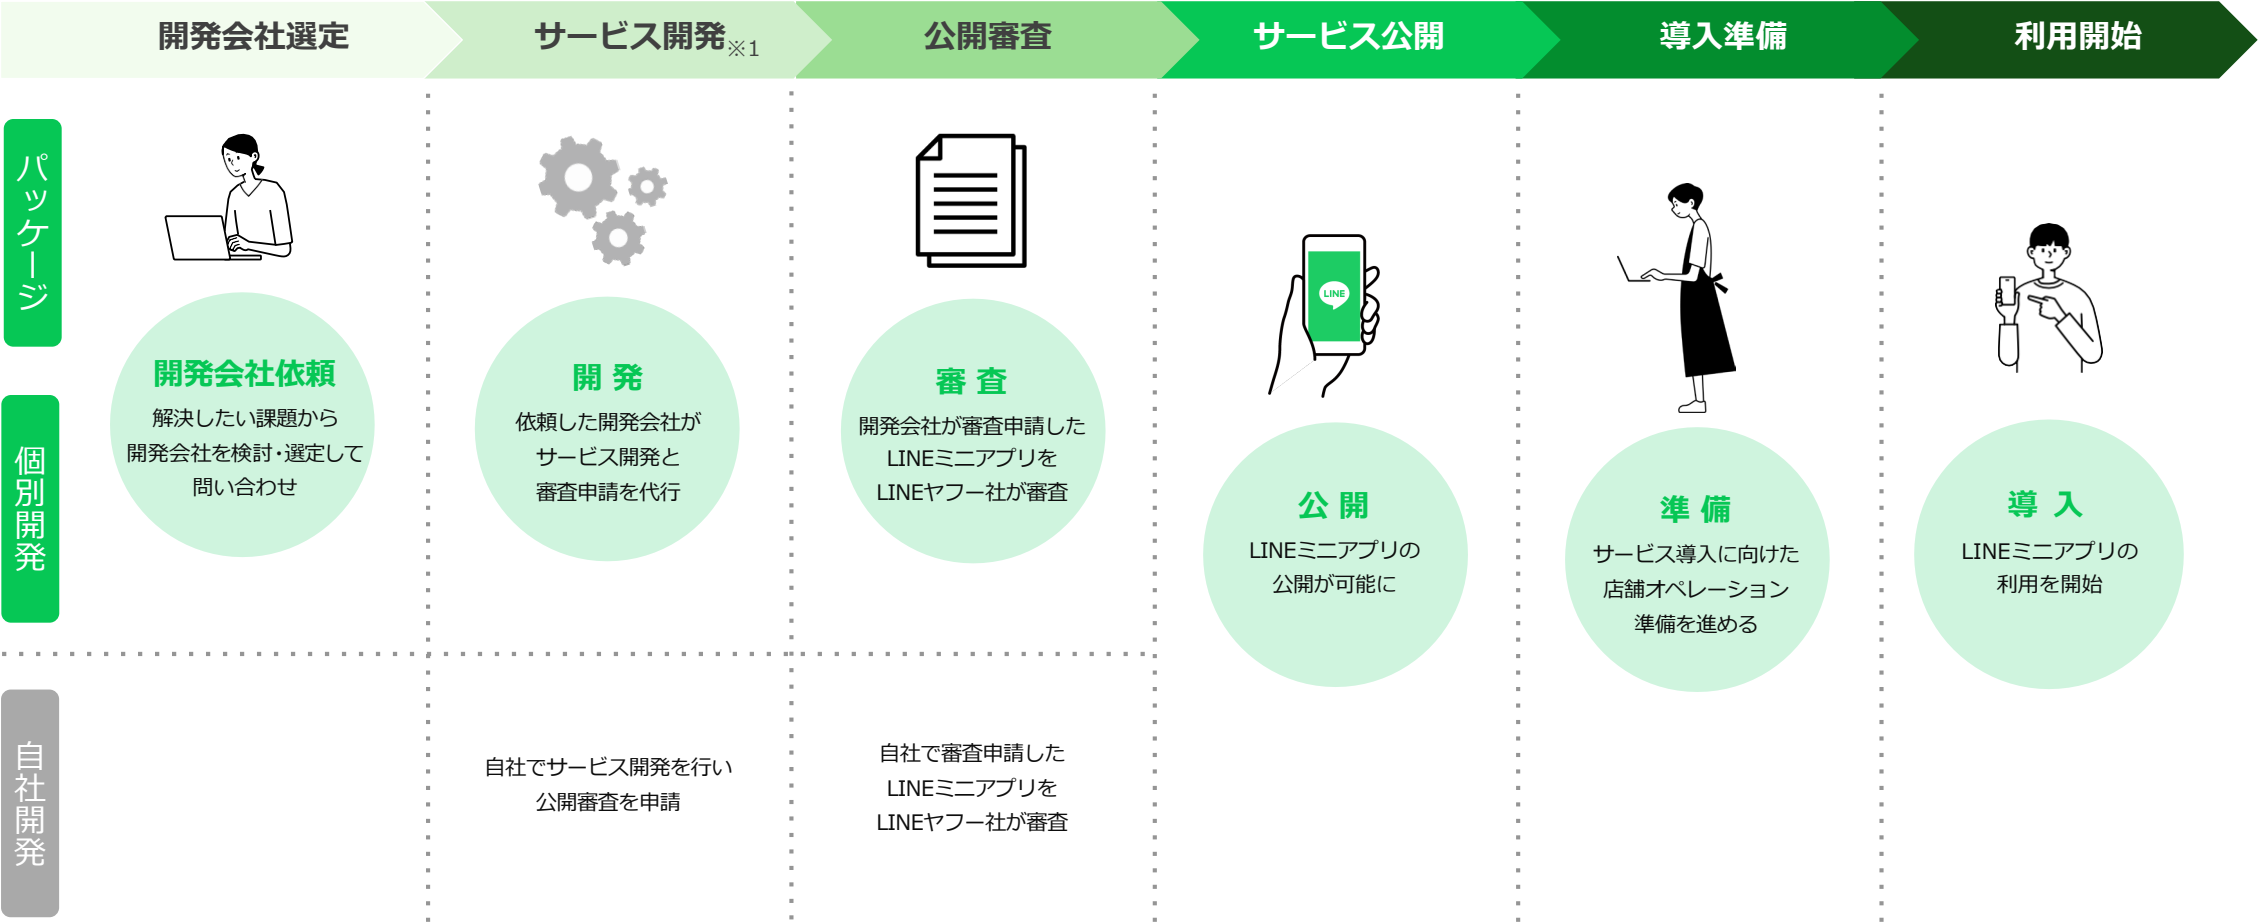 開発会社選定
サービス開発※1
公開審査
サービス公開
導入準備
利用開始
パッケージ
個別開発
開発会社依頼
解決したい課題から
開発会社を検討・選定して
問い合わせ
開発
依頼した開発会社が
サービス開発と
審査申請を代行
審査
開発会社が審査申請した
LINEミニアプリを
LINEヤフー社が審査
LINE
公開
LINEミニアプリの
公開が可能に
準備
サービス導入に向けた
店舗オペレーション
準備を進める
導入
LINEミニアプリの
利用を開始
自社開発
自社でサービス開発を行い
公開審査を申請
自社で審査申請した
LINEミニアプリを
LINEヤフー社が審査